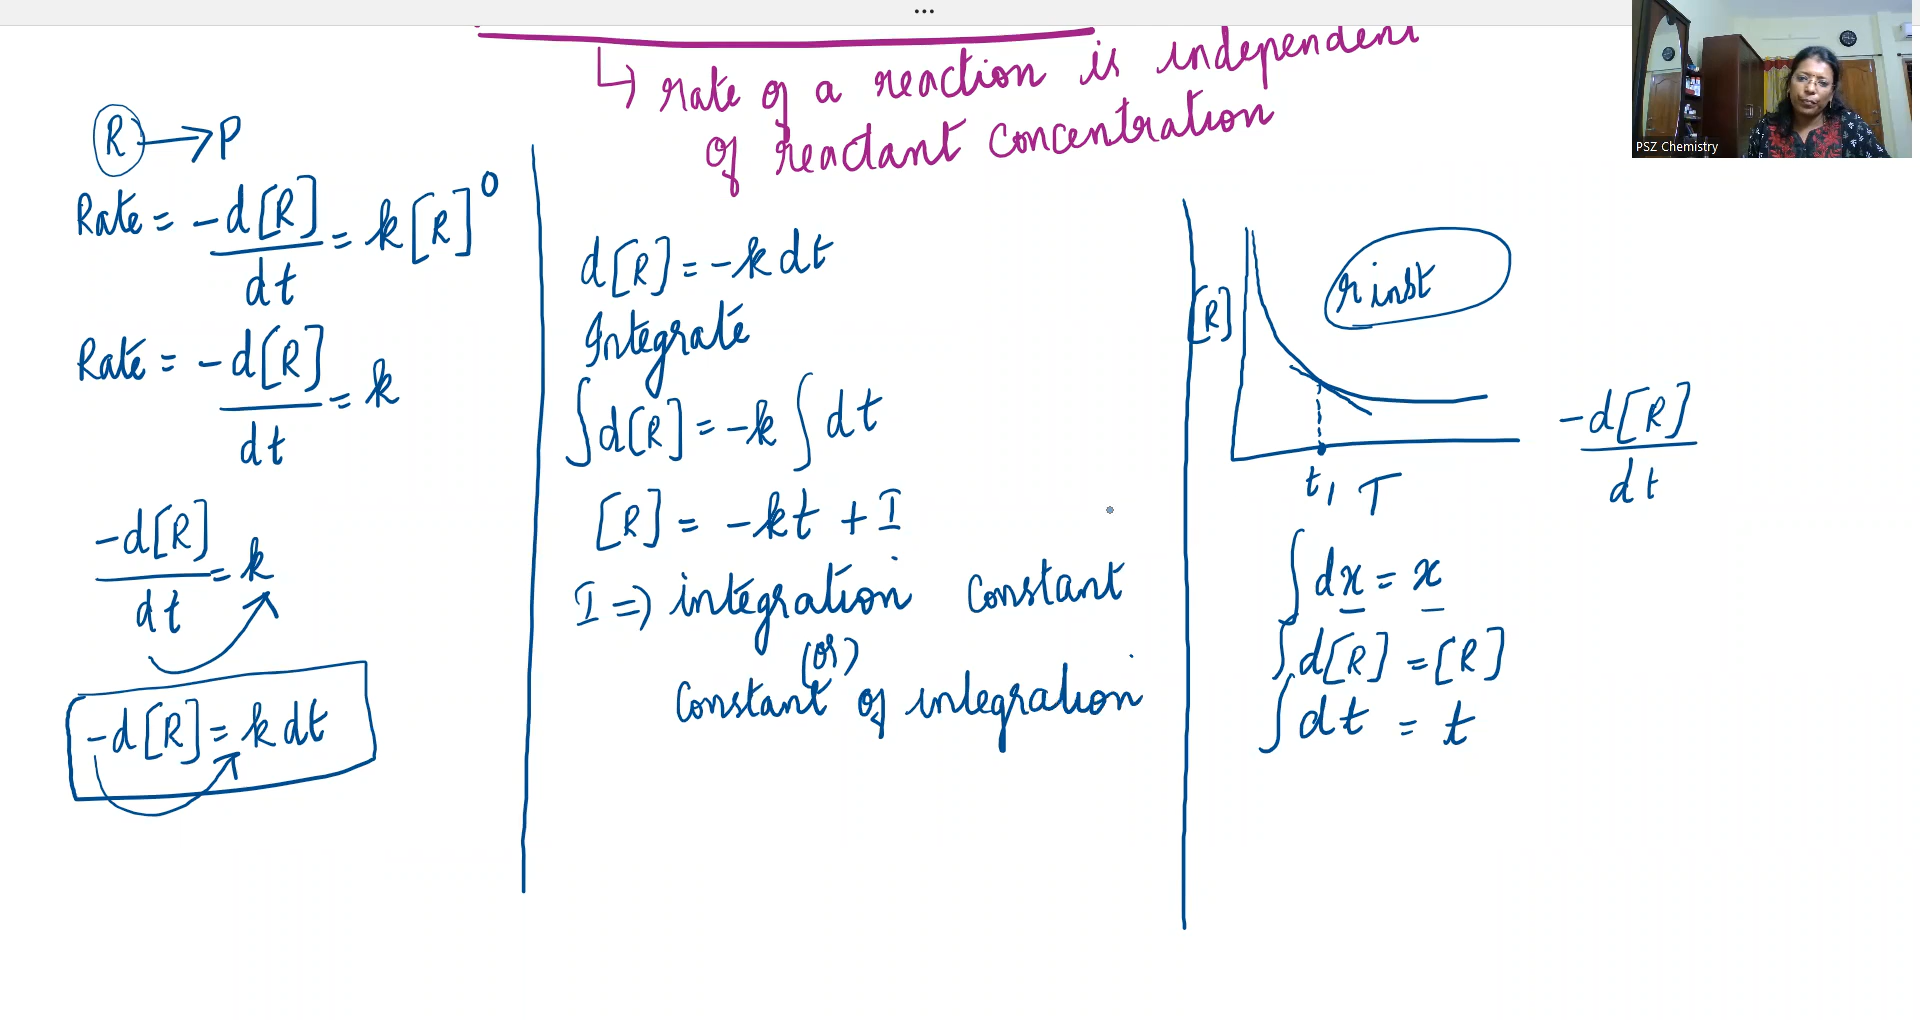 ...
↳ rate of a reaction is independent
of reactant concentration
PSZ Chemistry
R → P
Rate = -d[R]/dt = k[R]⁰
Rate = -d[R]/dt = k
-d[R]/dt = k
-d[R] = k dt
d[R] = -k dt
Integrate
∫d[R] = -k ∫dt
[R] = -kt + I
I ⇒ integration constant
(or)
Constant of integration
[R]
r inst
t₁ T
-d[R]/dt
∫dx = x
∫d[R] = [R]
∫dt = t